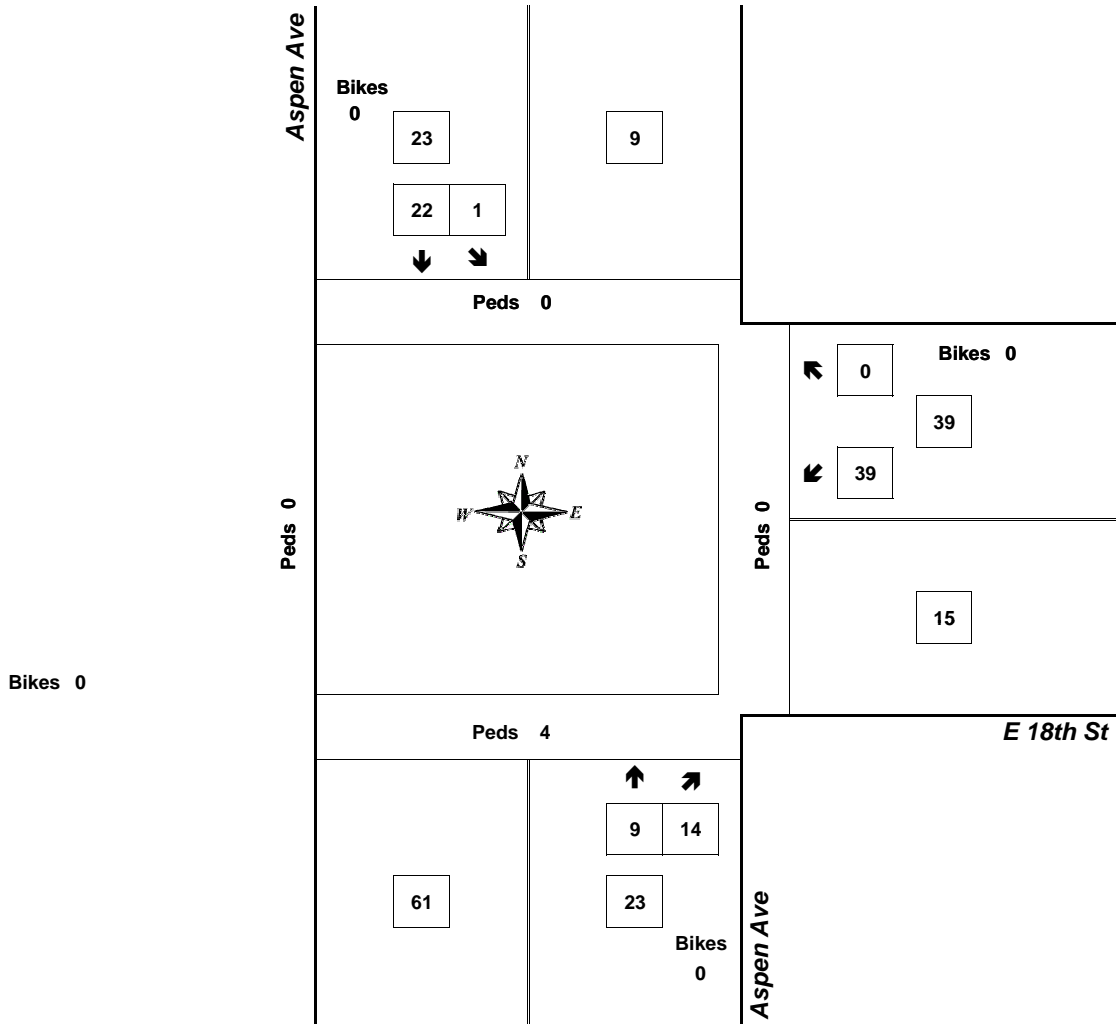 Aspen Ave
Bikes
0
23
9
22 1
Peds 0
0
Bikes 0
39
39
N
W E
S
Peds 0
Peds 0
15
Bikes 0
Peds 4
E 18th St
9 14
61
23
Bikes
0
Aspen Ave